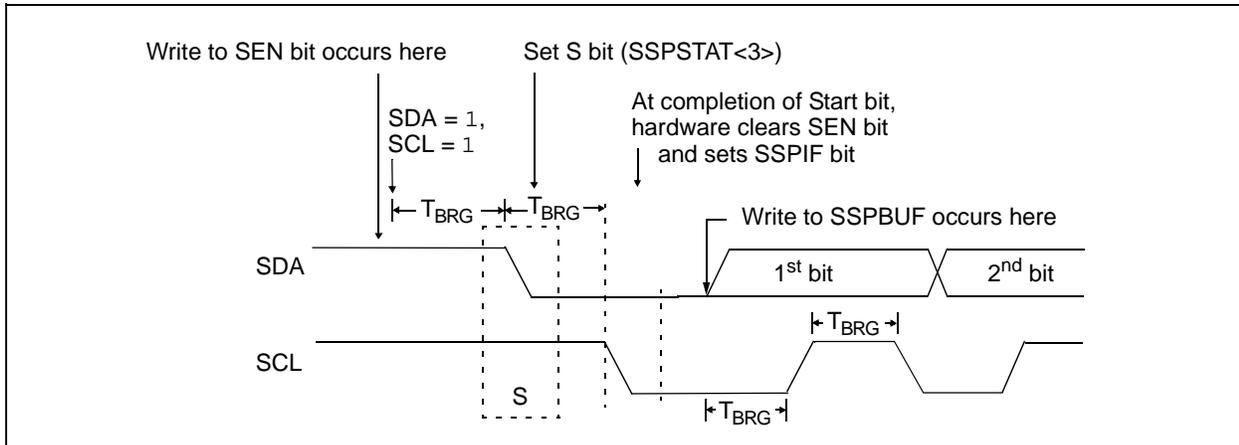 Write to SEN bit occurs here
Set S bit (SSPSTAT<3>)
SDA = 1,
SCL = 1
At completion of Start bit,
hardware clears SEN bit
and sets SSPIF bit
TBRG
TBRG
Write to SSPBUF occurs here
SDA
1st bit
2nd bit
TBRG
SCL
S
TBRG